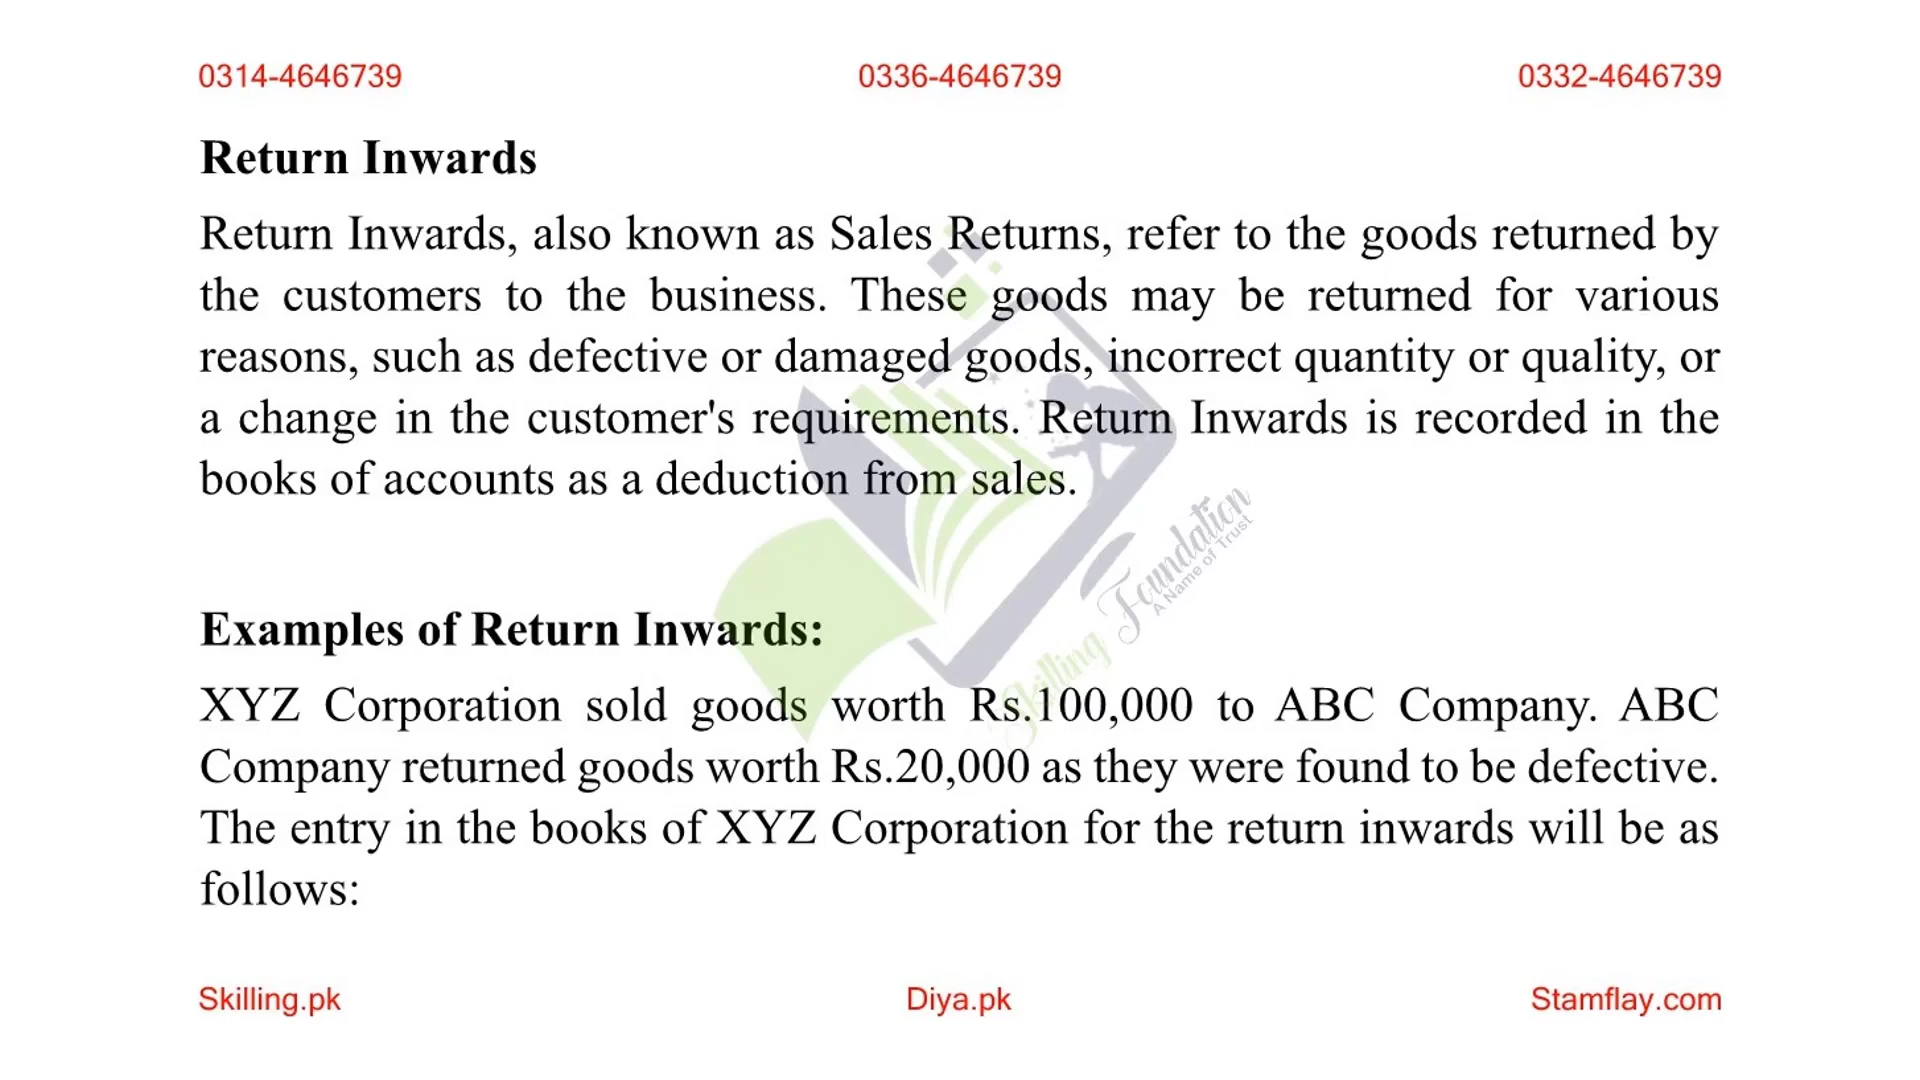 0314-4646739 0336-4646739 0332-4646739
Return Inwards
Return Inwards, also known as Sales Returns, refer to the goods returned by
the customers to the business. These goods may be returned for various
reasons, such as defective or damaged goods, incorrect quantity or quality, or
a change in the customer's requirements. Return Inwards is recorded in the
books of accounts as a deduction from sales.
Skilling Foundation
A Name of Trust
Examples of Return Inwards:
XYZ Corporation sold goods worth Rs.100,000 to ABC Company. ABC
Company returned goods worth Rs.20,000 as they were found to be defective.
The entry in the books of XYZ Corporation for the return inwards will be as
follows:
Skilling.pk Diya.pk Stamflay.com